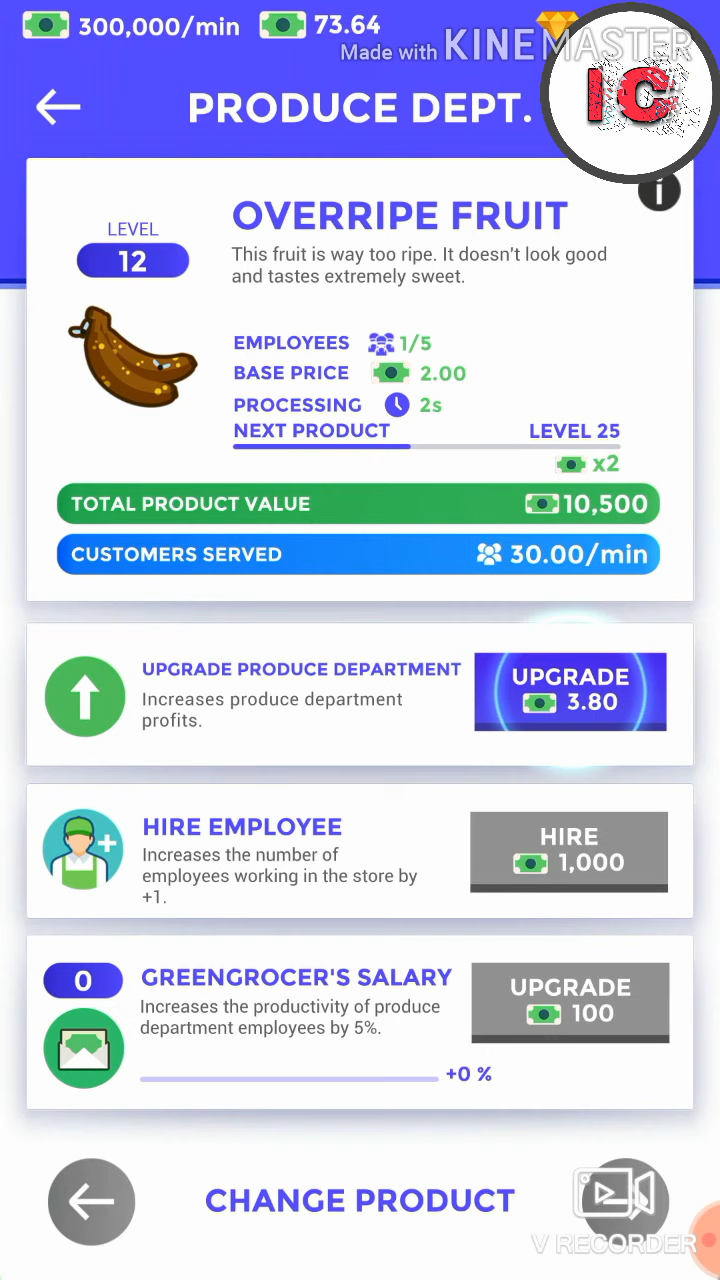 300,000/min 73.64
Made with KINEMASTER
PRODUCE DEPT.
IC
i
LEVEL
12
OVERRIPE FRUIT
This fruit is way too ripe. It doesn't look good
and tastes extremely sweet.
EMPLOYEES 1/5
BASE PRICE 2.00
PROCESSING 2s
NEXT PRODUCT LEVEL 25
x2
TOTAL PRODUCT VALUE 10,500
CUSTOMERS SERVED 30.00/min
UPGRADE PRODUCE DEPARTMENT
Increases produce department
profits.
UPGRADE
3.80
HIRE EMPLOYEE
Increases the number of
employees working in the store by
+1.
HIRE
1,000
0
GREENGROCER'S SALARY
Increases the productivity of produce
department employees by 5%.
+0 %
UPGRADE
100
CHANGE PRODUCT
V RECORDER